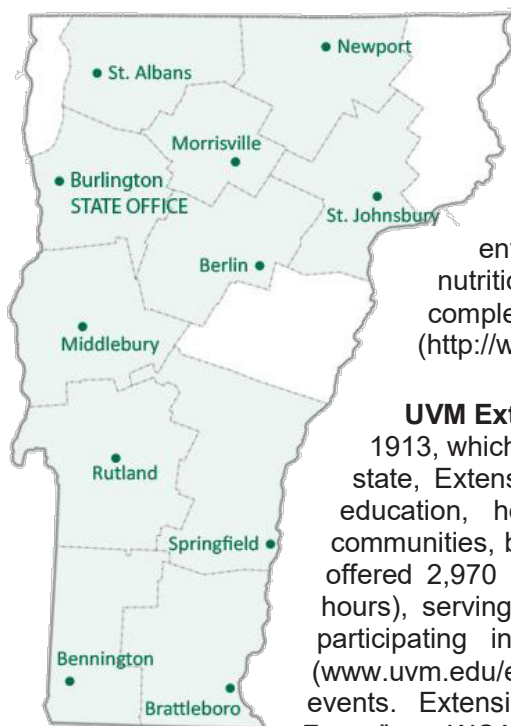 Newport
St. Albans
Morrisville
Burlington
STATE OFFICE
St. Johnsbury
Berlin
Middlebury
Rutland
Springfield
Bennington
Brattleboro
nutritio
comple
(http://w
UVM Ext
1913, which
state, Extens
education, he
communities, b
offered 2,970
hours), serving
participating in
(www.uvm.edu/e
events. Extensi